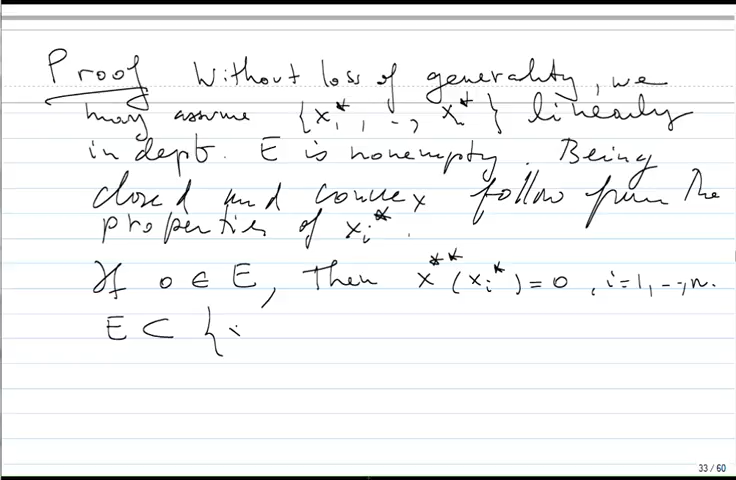 Proof Without loss of generality, we
may assume {x₁*, .., xₙ*} linearly
indept. E is nonempty. Being
closed and convex follow from the
properties of xᵢ*.
If 0 ∈ E, then x**(xᵢ*) = 0, i=1, .., n.
E ⊂ {
33 / 60